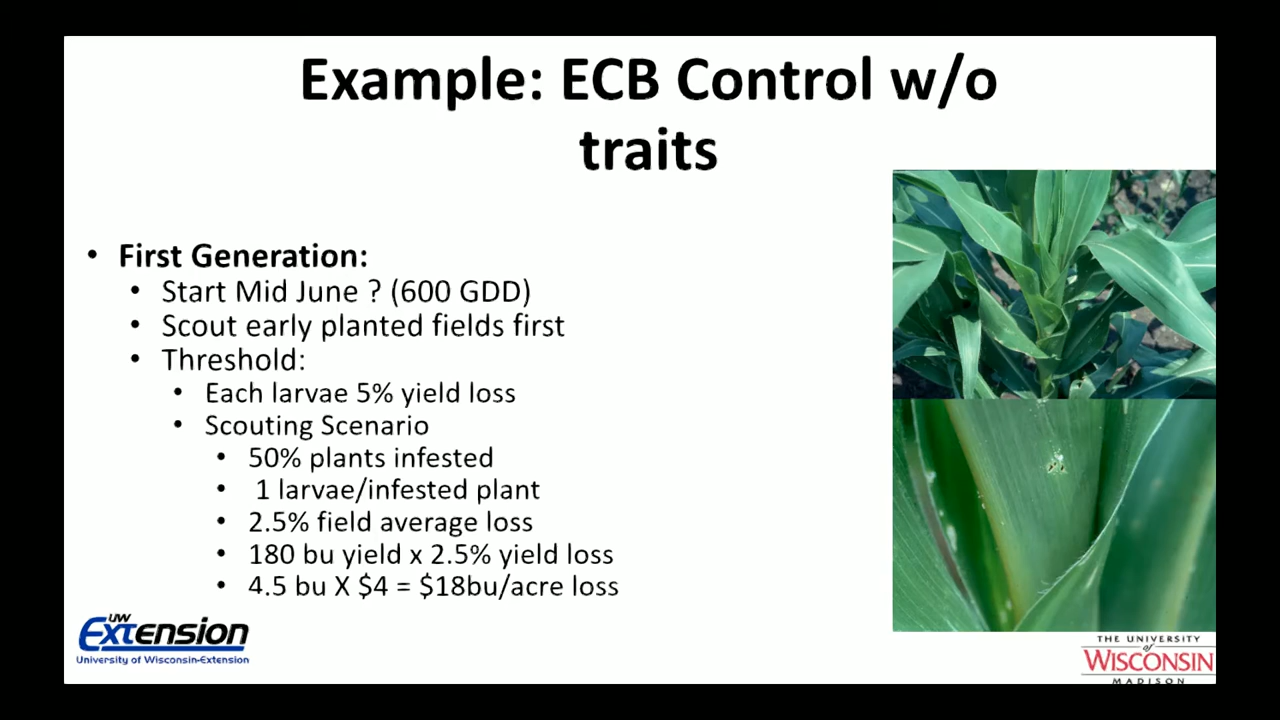 Example: ECB Control w/o
traits
• First Generation:
• Start Mid June ? (600 GDD)
• Scout early planted fields first
• Threshold:
• Each larvae 5% yield loss
• Scouting Scenario
• 50% plants infested
• 1 larvae/infested plant
• 2.5% field average loss
• 180 bu yield x 2.5% yield loss
• 4.5 bu X $4 = $18bu/acre loss
UW
Extension
University of Wisconsin-Extension
THE UNIVERSITY
of
WISCONSIN
MADISON